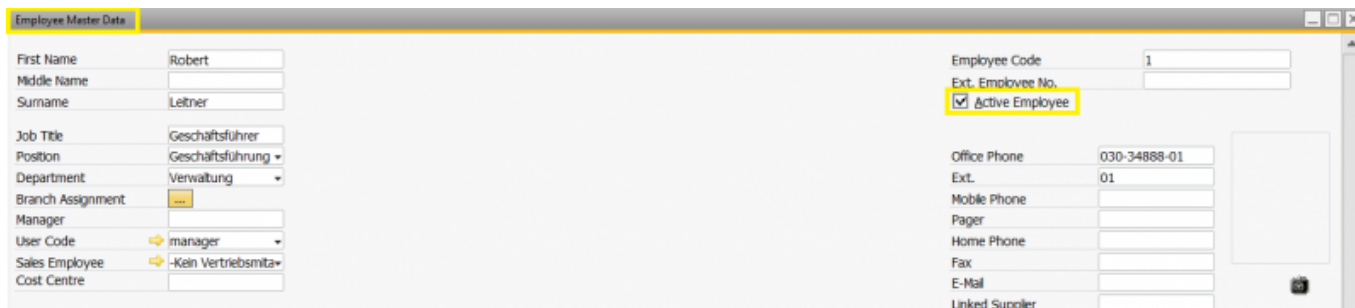 Employee Master Data
First Name Robert
Middle Name
Surname Leitner
Job Title Geschäftsführer
Position Geschäftsführung
Department Verwaltung
Branch Assignment ...
Manager
User Code manager
Sales Employee -Kein Vertriebsmita
Cost Centre
Employee Code 1
Ext. Employee No.
Active Employee
Office Phone 030-34888-01
Ext. 01
Mobile Phone
Pager
Home Phone
Fax
E-Mail
Linked Supplier